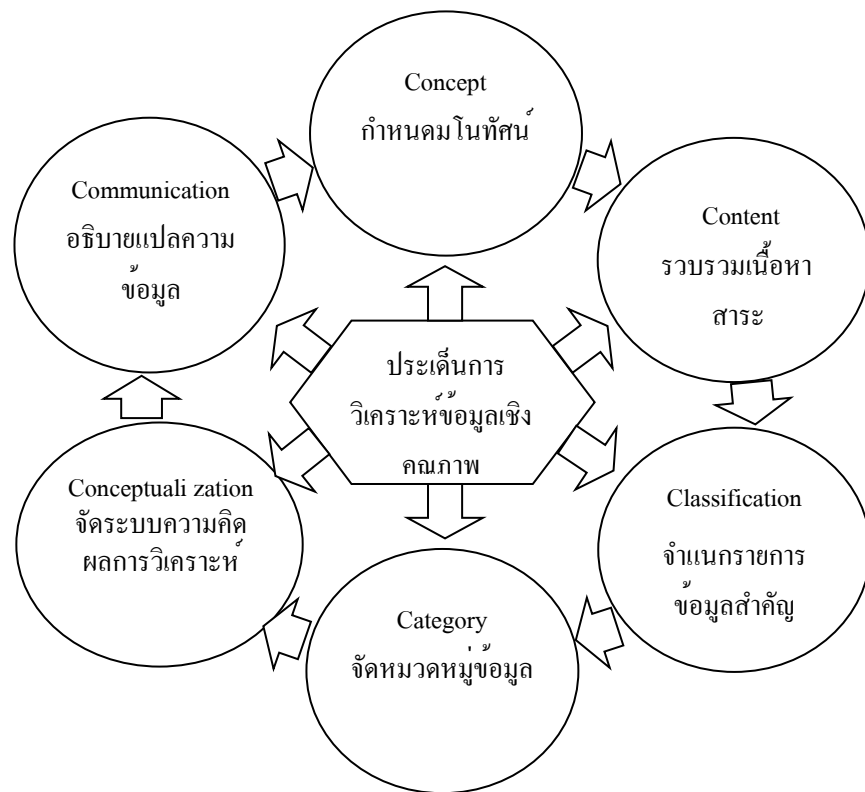 Concept
กำหนดมโนทัศน์
Communication
อธิบายแปลความ
ข้อมูล
Content
รวบรวมเนื้อหา
สาระ
ประเด็นการ
วิเคราะห์ข้อมูลเชิง
คุณภาพ
Conceptuali zation
จัดระบบความคิด
ผลการวิเคราะห์
Classification
จำแนกรายการ
ข้อมูลสำคัญ
Category
จัดหมวดหมู่ข้อมูล